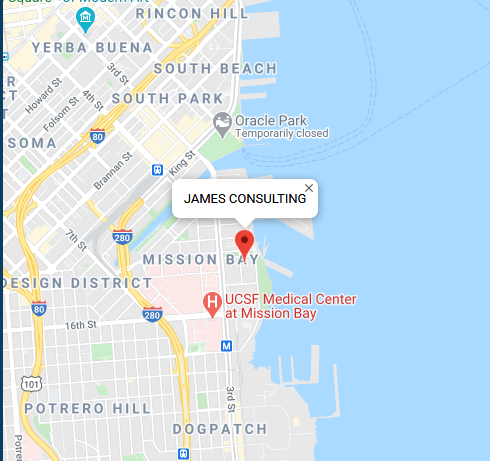 Square - of Modern Art
RINCON HILL
YERBA BUENA
3rd St
SOUTH BEACH
Howard St
4th St
SOUTH PARK
Folsom St
Oracle Park
Temporarily closed
SOMA
80
King St
Brannan St
JAMES CONSULTING
7th St
280
MISSION BAY
DESIGN DISTRICT
UCSF Medical Center
at Mission Bay
80
280
16th St
M
101
3rd St
POTRERO HILL
DOGPATCH